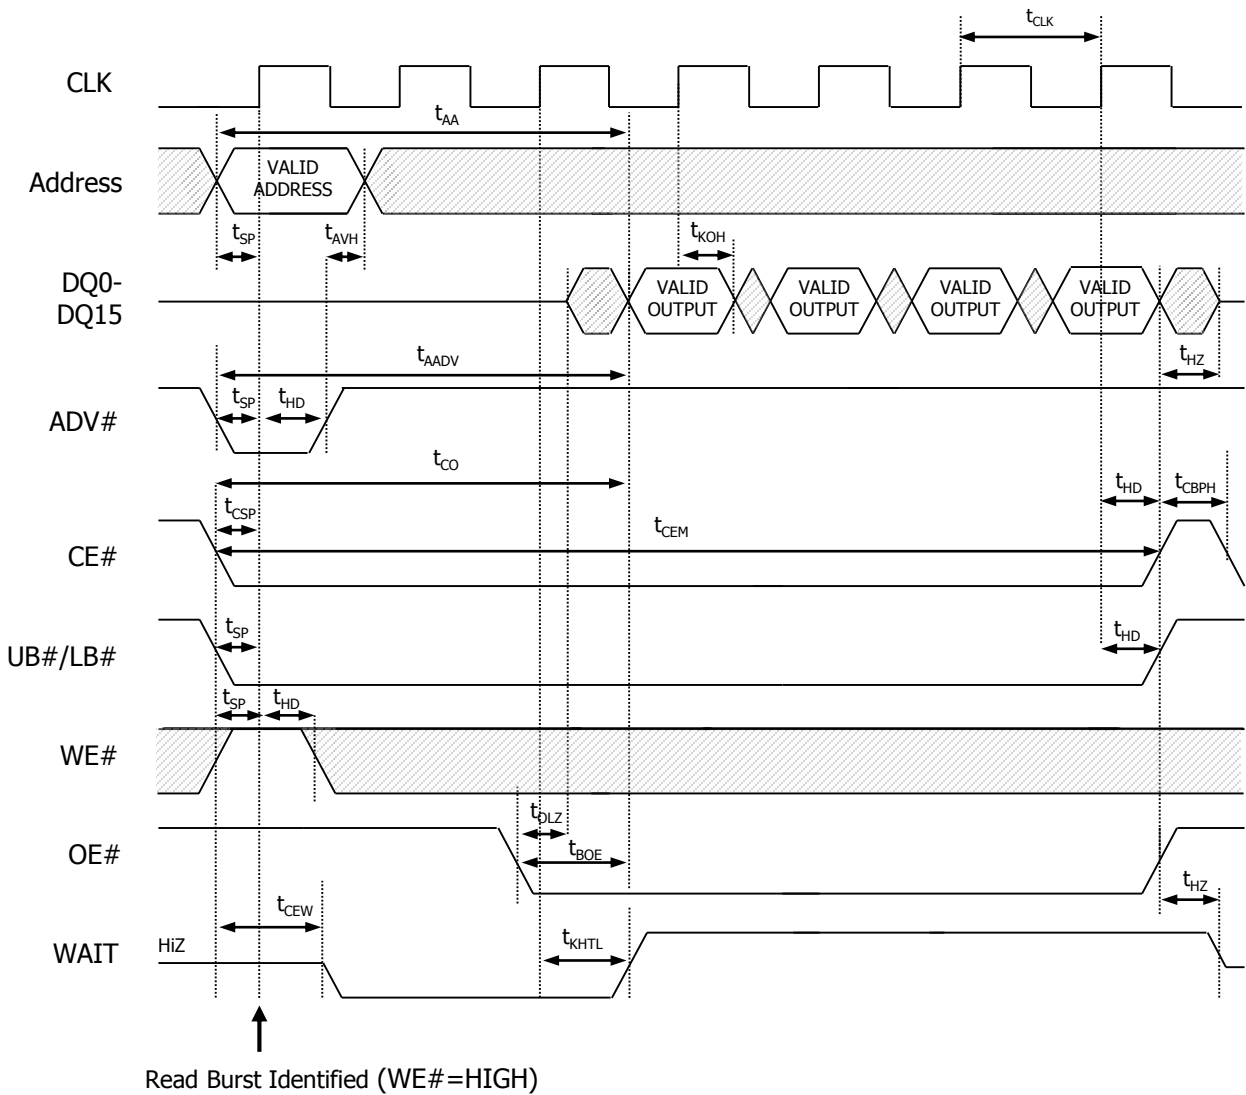 tCLK
CLK
tAA
Address
VALID
ADDRESS
tSP
tAVH
tKOH
DQ0-
DQ15
VALID
OUTPUT
VALID
OUTPUT
VALID
OUTPUT
VALID
OUTPUT
tAADV
tHZ
ADV#
tSP
tHD
tCO
tHD
tCBPH
tCSP
tCEM
CE#
tSP
tHD
UB#/LB#
tSP
tHD
WE#
tOLZ
tBOE
OE#
tHZ
tCEW
WAIT
HiZ
tKHTL
Read Burst Identified (WE#=HIGH)